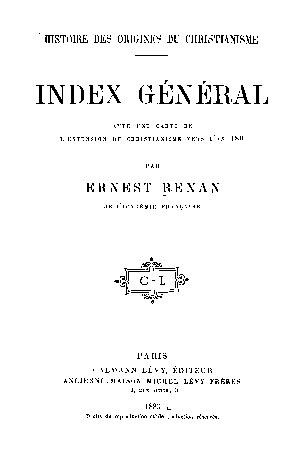 HISTOIRE DES ORIGINES DU CHRISTIANISME
INDEX GÉNÉRAL
AVEC UNE CARTE DE
L'EXTENSION DU CHRISTIANISME VERS L'AN 180
PAR
ERNEST RENAN
DE L'ACADÉMIE FRANÇAISE
C-L
PARIS
CALMANN LÉVY, ÉDITEUR
ANCIENNE MAISON MICHEL LÉVY FRÈRES
3, RUE AUBER, 3
Droits de reproduction et de traduction réservés.